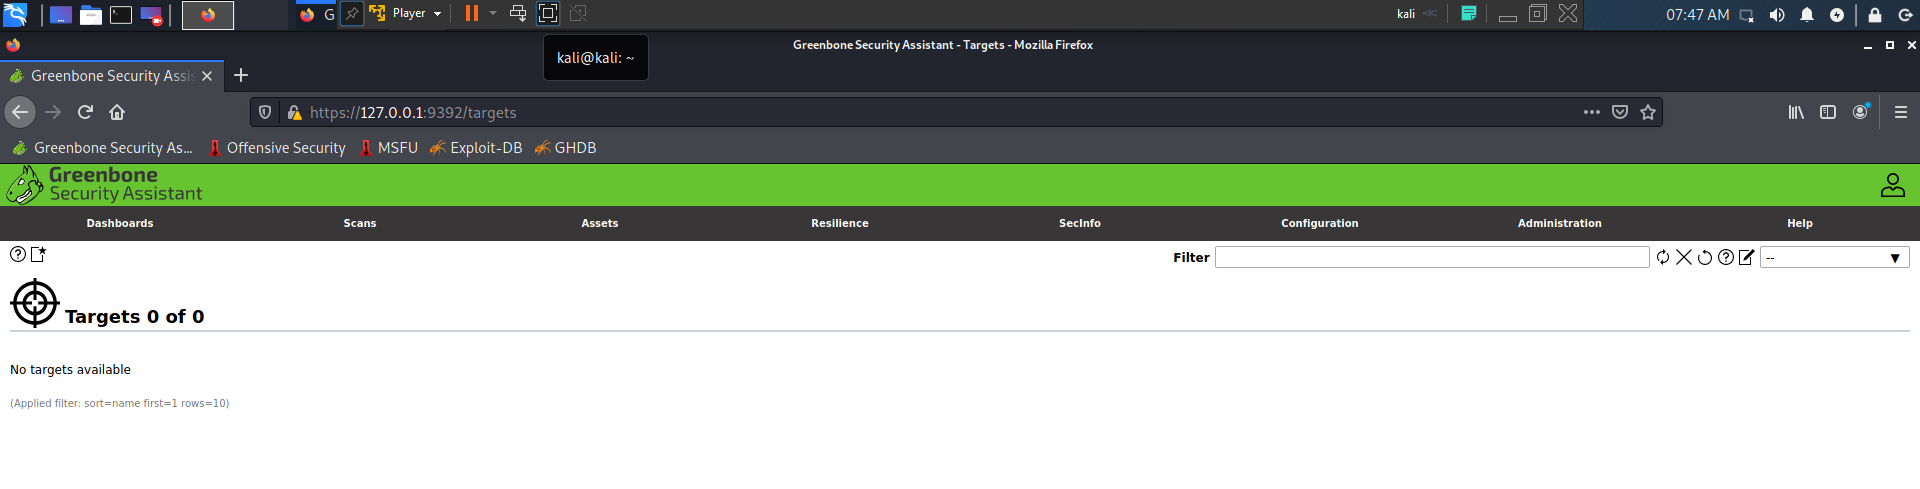 G
Player
kali
07:47 AM
Greenbone Security Assistant - Targets - Mozilla Firefox
kali@kali: ~
Greenbone Security Assis
https://127.0.0.1:9392/targets
Greenbone Security As... Offensive Security MSFU Exploit-DB GHDB
Greenbone
Security Assistant
Dashboards Scans Assets Resilience SecInfo Configuration Administration Help
Filter
--
Targets 0 of 0
No targets available
(Applied filter: sort=name first=1 rows=10)